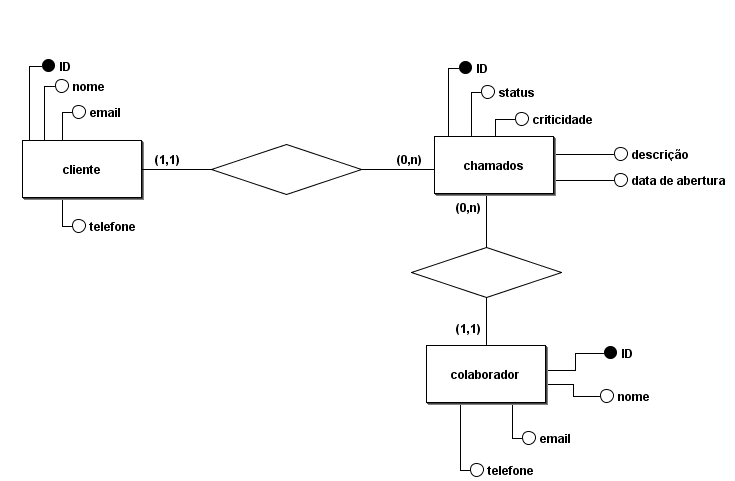 ID
nome
email
cliente
telefone
(1,1)
(0,n)
ID
status
criticidade
chamados
descrição
data de abertura
(0,n)
(1,1)
colaborador
ID
nome
email
telefone